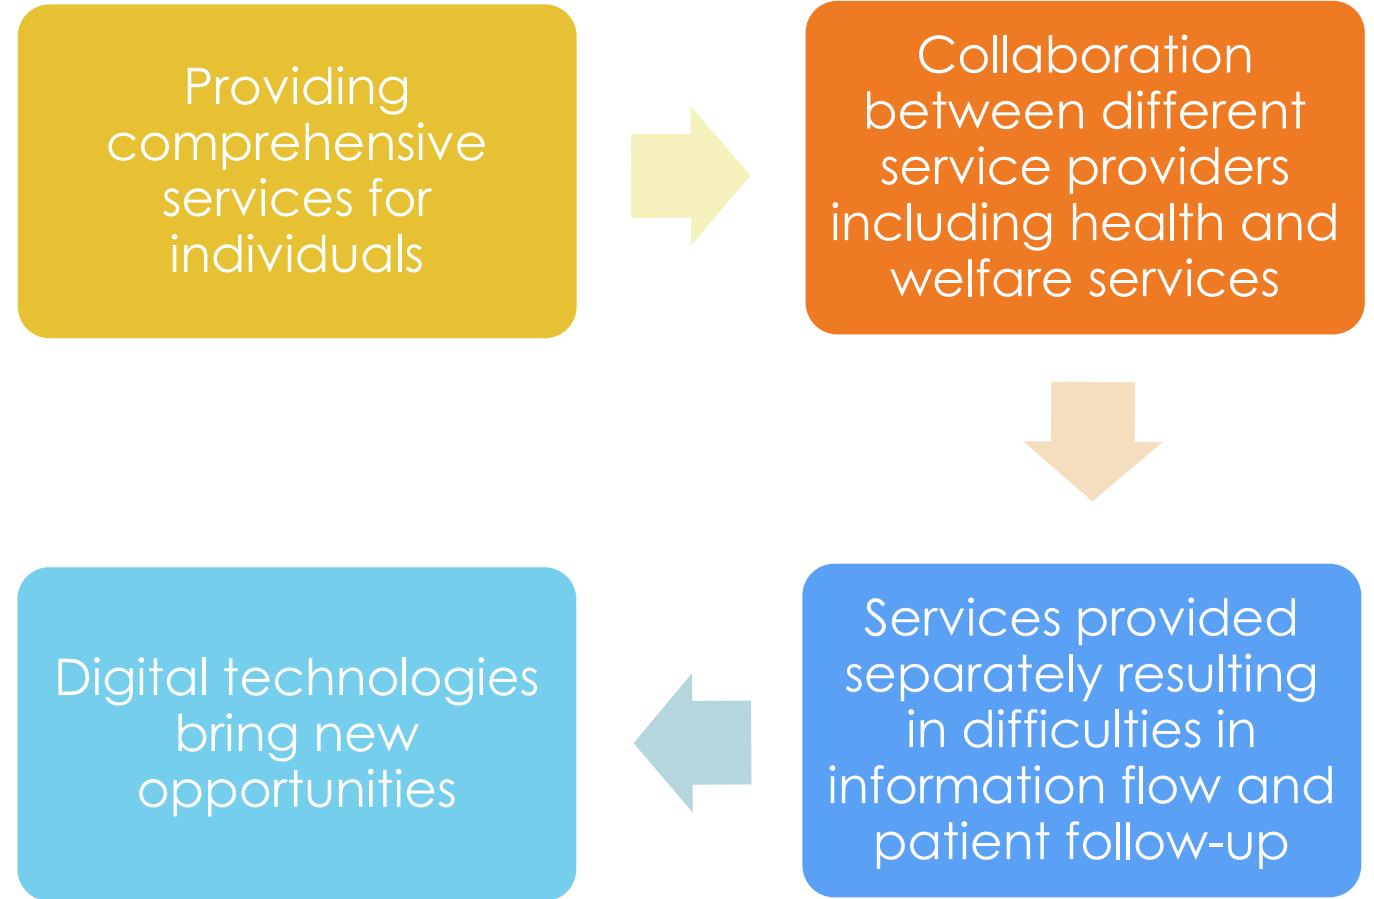 Providing
comprehensive
services for
individuals
Collaboration
between different
service providers
including health and
welfare services
Services provided
separately resulting
in difficulties in
information flow and
patient follow-up
Digital technologies
bring new
opportunities